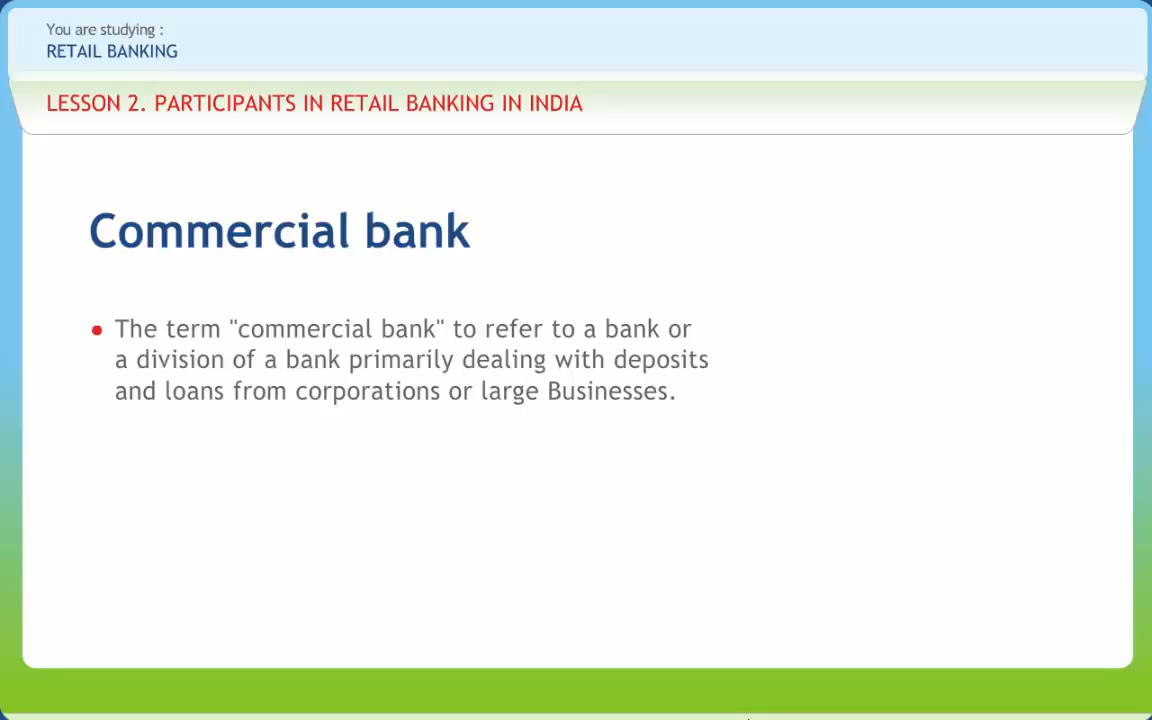 You are studying :
RETAIL BANKING
LESSON 2. PARTICIPANTS IN RETAIL BANKING IN INDIA
Commercial bank
• The term "commercial bank" to refer to a bank or
a division of a bank primarily dealing with deposits
and loans from corporations or large Businesses.